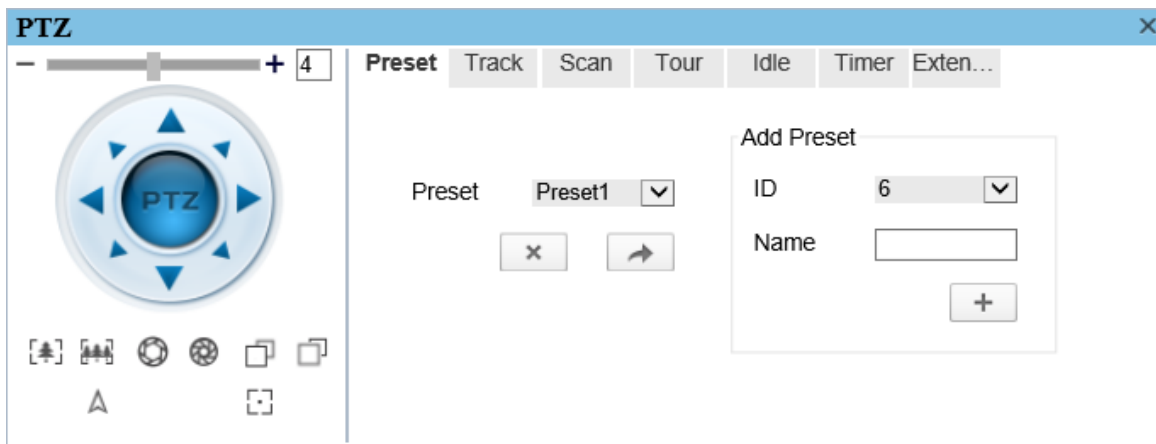 PTZ
4
Preset Track Scan Tour Idle Timer Exten...
PTZ
Preset Preset1
Add Preset
ID 6
Name